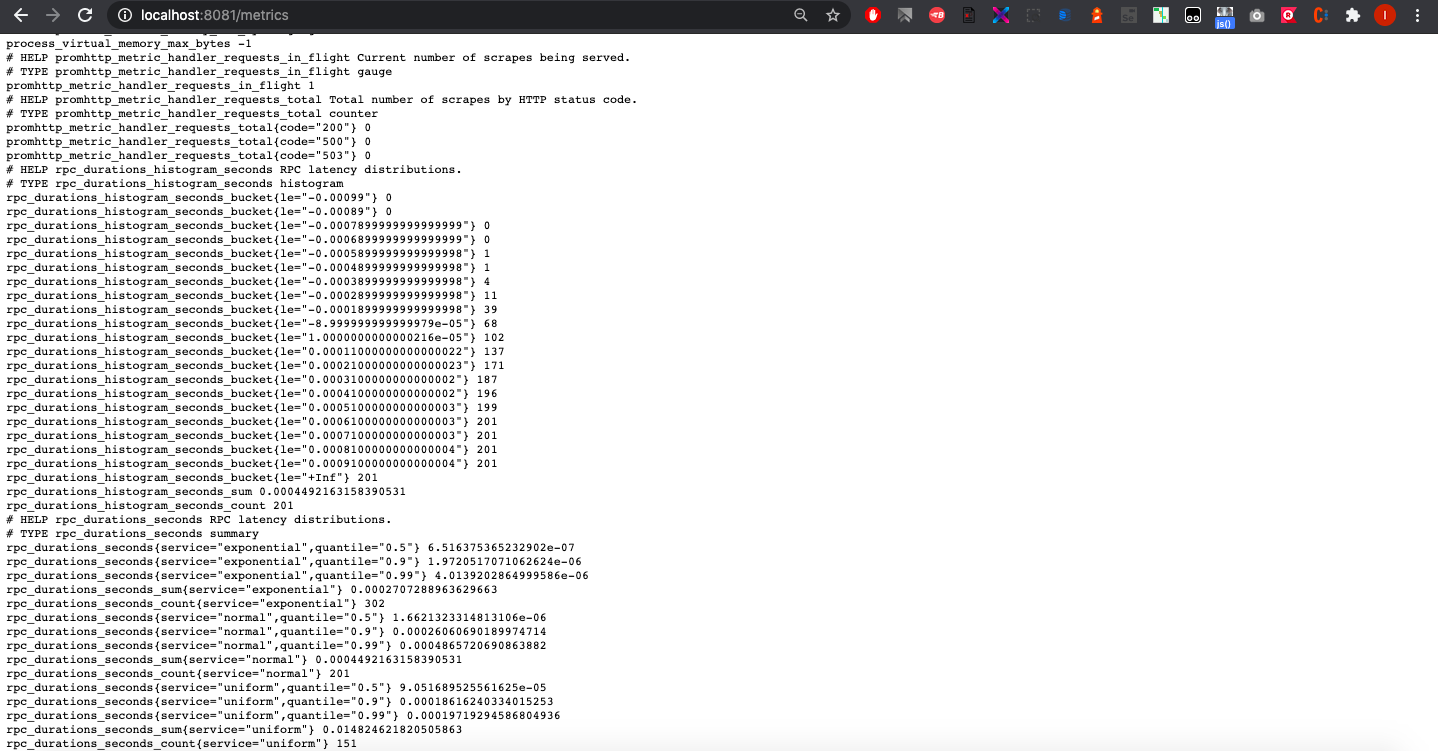 localhost:8081/metrics
js()
I
process_virtual_memory_max_bytes -1
# HELP promhttp_metric_handler_requests_in_flight Current number of scrapes being served.
# TYPE promhttp_metric_handler_requests_in_flight gauge
promhttp_metric_handler_requests_in_flight 1
# HELP promhttp_metric_handler_requests_total Total number of scrapes by HTTP status code.
# TYPE promhttp_metric_handler_requests_total counter
promhttp_metric_handler_requests_total{code="200"} 0
promhttp_metric_handler_requests_total{code="500"} 0
promhttp_metric_handler_requests_total{code="503"} 0
# HELP rpc_durations_histogram_seconds RPC latency distributions.
# TYPE rpc_durations_histogram_seconds histogram
rpc_durations_histogram_seconds_bucket{le="-0.00099"} 0
rpc_durations_histogram_seconds_bucket{le="-0.00089"} 0
rpc_durations_histogram_seconds_bucket{le="-0.0007899999999999999"} 0
rpc_durations_histogram_seconds_bucket{le="-0.0006899999999999999"} 0
rpc_durations_histogram_seconds_bucket{le="-0.0005899999999999998"} 1
rpc_durations_histogram_seconds_bucket{le="-0.0004899999999999998"} 1
rpc_durations_histogram_seconds_bucket{le="-0.0003899999999999998"} 4
rpc_durations_histogram_seconds_bucket{le="-0.0002899999999999998"} 11
rpc_durations_histogram_seconds_bucket{le="-0.0001899999999999998"} 39
rpc_durations_histogram_seconds_bucket{le="-8.999999999999979e-05"} 68
rpc_durations_histogram_seconds_bucket{le="1.0000000000000216e-05"} 102
rpc_durations_histogram_seconds_bucket{le="0.00011000000000000022"} 137
rpc_durations_histogram_seconds_bucket{le="0.00021000000000000023"} 171
rpc_durations_histogram_seconds_bucket{le="0.0003100000000000002"} 187
rpc_durations_histogram_seconds_bucket{le="0.0004100000000000002"} 196
rpc_durations_histogram_seconds_bucket{le="0.0005100000000000003"} 199
rpc_durations_histogram_seconds_bucket{le="0.0006100000000000003"} 201
rpc_durations_histogram_seconds_bucket{le="0.0007100000000000003"} 201
rpc_durations_histogram_seconds_bucket{le="0.0008100000000000004"} 201
rpc_durations_histogram_seconds_bucket{le="0.0009100000000000004"} 201
rpc_durations_histogram_seconds_bucket{le="+Inf"} 201
rpc_durations_histogram_seconds_sum 0.0004492163158390531
rpc_durations_histogram_seconds_count 201
# HELP rpc_durations_seconds RPC latency distributions.
# TYPE rpc_durations_seconds summary
rpc_durations_seconds{service="exponential",quantile="0.5"} 6.516375365232902e-07
rpc_durations_seconds{service="exponential",quantile="0.9"} 1.9720517071062624e-06
rpc_durations_seconds{service="exponential",quantile="0.99"} 4.0139202864999586e-06
rpc_durations_seconds_sum{service="exponential"} 0.0002707288963629663
rpc_durations_seconds_count{service="exponential"} 302
rpc_durations_seconds{service="normal",quantile="0.5"} 1.6621323314813106e-06
rpc_durations_seconds{service="normal",quantile="0.9"} 0.00026060690189974714
rpc_durations_seconds{service="normal",quantile="0.99"} 0.0004865720690863882
rpc_durations_seconds_sum{service="normal"} 0.0004492163158390531
rpc_durations_seconds_count{service="normal"} 201
rpc_durations_seconds{service="uniform",quantile="0.5"} 9.051689525561625e-05
rpc_durations_seconds{service="uniform",quantile="0.9"} 0.00018616240334015253
rpc_durations_seconds{service="uniform",quantile="0.99"} 0.00019719294586804936
rpc_durations_seconds_sum{service="uniform"} 0.014824621820505863
rpc_durations_seconds_count{service="uniform"} 151